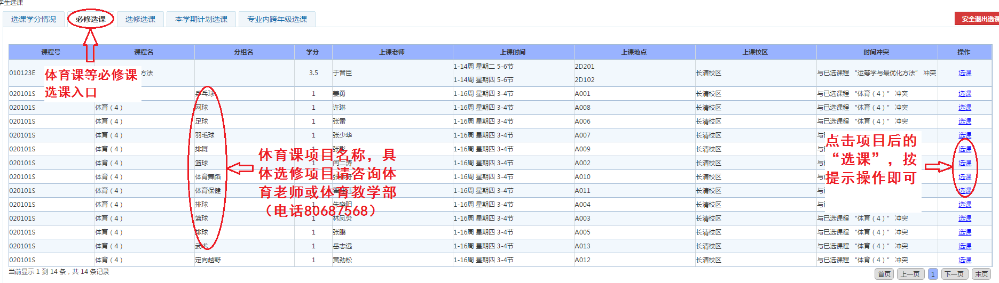 学生选课
选课学分情况 必修选课 选修选课 本学期计划选课 专业内跨年级选课 安全退出选课
课程号 课程名 分组名 学分 上课老师 上课时间 上课地点 上课校区 时间冲突 操作
010123E 方法 3.5 于晋臣 1-14周 星期二 5-6节 2D201 长清校区 与已选课程 “运筹学与最优化方法” 冲突 选课
1-14周 星期四 5-6节 2D102
体育课等必修课
选课入口
020101S 乒乓球 1 姜勇 1-16周 星期四 3-4节 A001 长清校区 与已选课程 “体育（4）” 冲突 选课
020101S 体育（4） 网球 1 许琳 1-16周 星期四 3-4节 A008 长清校区 与已选课程 “体育（4）” 冲突 选课
020101S 体育（4） 足球 1 张雷 1-16周 星期四 3-4节 A006 长清校区 与已选课程 “体育（4）” 冲突 选课
020101S 体育（4） 羽毛球 1 张少华 1-16周 星期四 3-4节 A007 长清校区 与 选课
020101S 体育（4） 排舞 1 张影 1-16周 星期四 3-4节 A009 长清校区 与 选课
020101S 体育（4） 篮球 1 闫二涛 1-16周 星期四 3-4节 A002 长清校区 与 选课
020101S 体育（4） 体育舞蹈 1 张 1-16周 星期四 3-4节 A010 长清校区 与 选课
020101S 体育（4） 体育保健 1-16周 星期四 3-4节 A011 长清校区 与 选课
020101S 体育（4） 排球 1 朱晓阳 1-16周 星期四 3-4节 A004 长清校区 与 选课
020101S 体育（4） 篮球 1 林凤炎 1-16周 星期四 3-4节 A003 长清校区 与已选课程 “体育（4）” 冲突 选课
020101S 体育（4） 排球 1 张鹏 1-16周 星期四 3-4节 A005 长清校区 与已选课程 “体育（4）” 冲突 选课
020101S 体育（4） 武术 1 岳志远 1-16周 星期四 3-4节 A013 长清校区 与已选课程 “体育（4）” 冲突 选课
020101S 体育（4） 定向越野 1 黄劲松 1-16周 星期四 3-4节 A012 长清校区 与已选课程 “体育（4）” 冲突 选课
体育课项目名称，具
体选修项目请咨询体
育老师或体育教学部
（电话80687568）
点击项目后的
“选课”，按
提示操作即可
当前显示 1 到 14 条，共 14 条记录 首页 上一页 1 下一页 末页